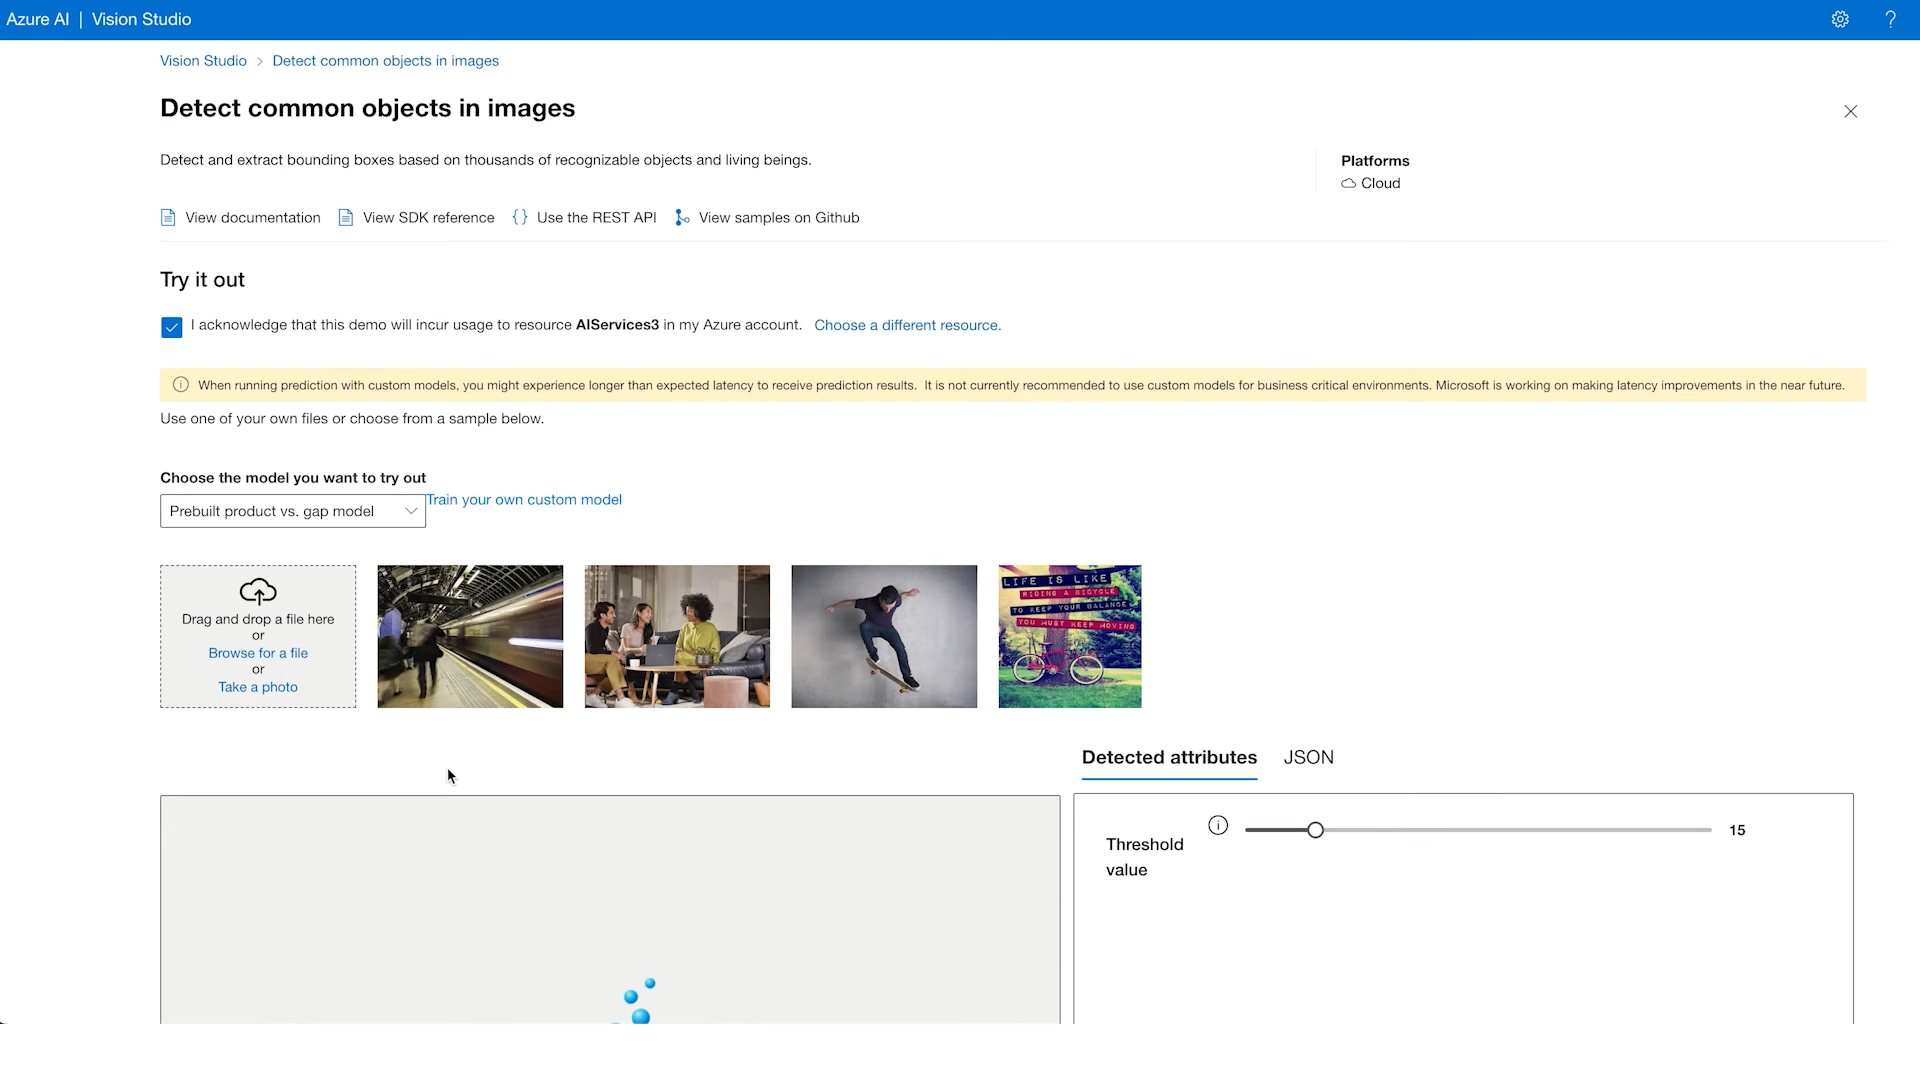 Azure AI | Vision Studio
Vision Studio > Detect common objects in images
Detect common objects in images
Detect and extract bounding boxes based on thousands of recognizable objects and living beings.
Platforms
Cloud
View documentation View SDK reference {} Use the REST API View samples on Github
Try it out
I acknowledge that this demo will incur usage to resource AIServices3 in my Azure account. Choose a different resource.
When running prediction with custom models, you might experience longer than expected latency to receive prediction results. It is not currently recommended to use custom models for business critical environments. Microsoft is working on making latency improvements in the near future.
Use one of your own files or choose from a sample below.
Choose the model you want to try out
Prebuilt product vs. gap model
Train your own custom model
Drag and drop a file here
or
Browse for a file
or
Take a photo
LIFE IS LIKE
RIDING A BICYCLE
TO KEEP YOUR BALANCE
YOU MUST KEEP MOVING
Detected attributes JSON
Threshold
value
15